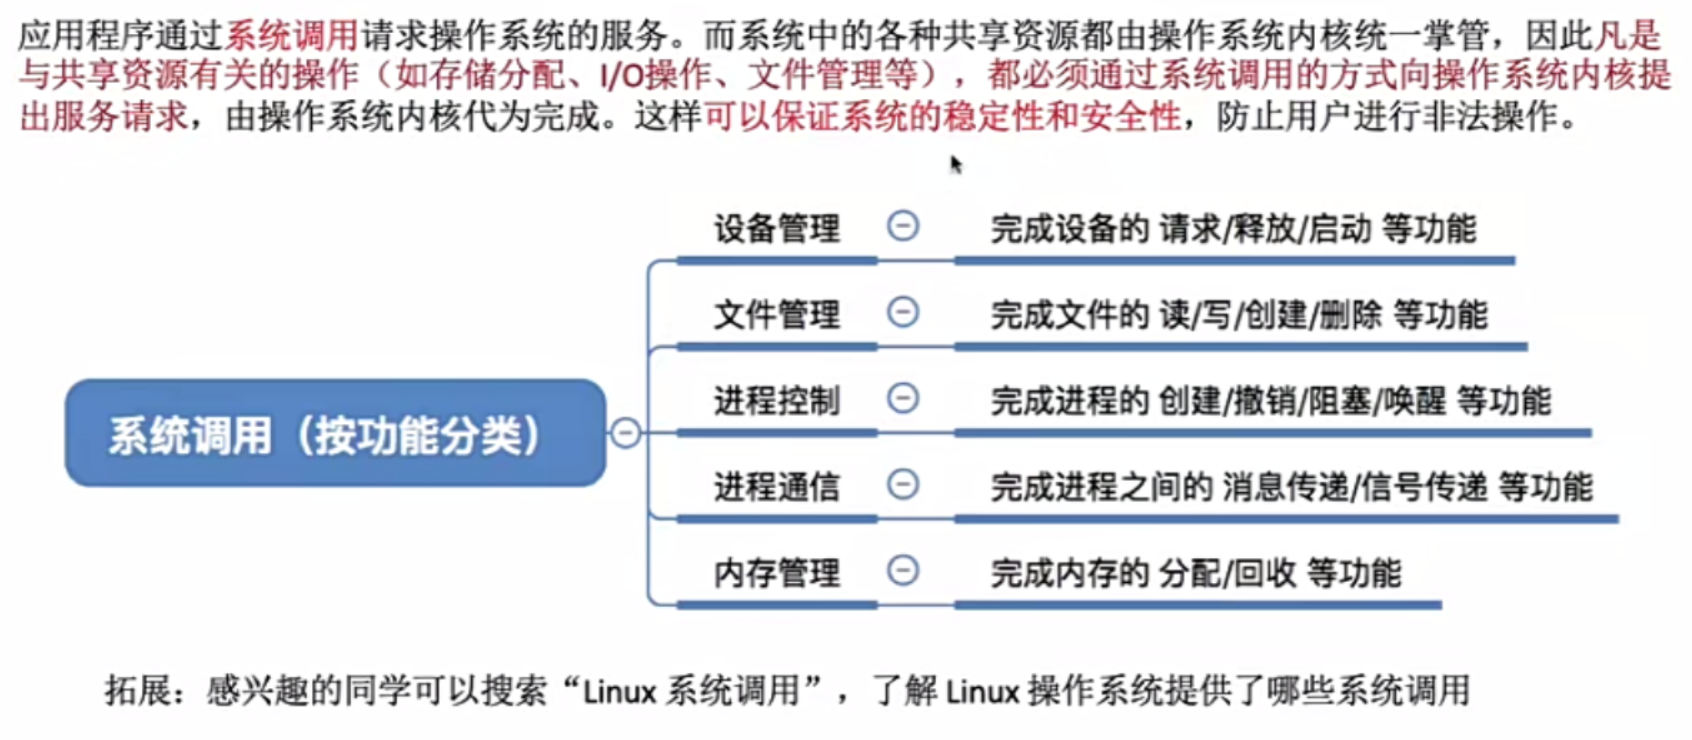 应用程序通过系统调用请求操作系统的服务。而系统中的各种共享资源都由操作系统内核统一掌管，因此凡是
与共享资源有关的操作（如存储分配、I/O操作、文件管理等），都必须通过系统调用的方式向操作系统内核提
出服务请求，由操作系统内核代为完成。这样可以保证系统的稳定性和安全性，防止用户进行非法操作。
设备管理 完成设备的 请求/释放/启动 等功能
文件管理 完成文件的 读/写/创建/删除 等功能
进程控制 完成进程的 创建/撤销/阻塞/唤醒 等功能
系统调用（按功能分类）
进程通信 完成进程之间的 消息传递/信号传递 等功能
内存管理 完成内存的 分配/回收 等功能
拓展：感兴趣的同学可以搜索“Linux 系统调用”，了解 Linux 操作系统提供了哪些系统调用